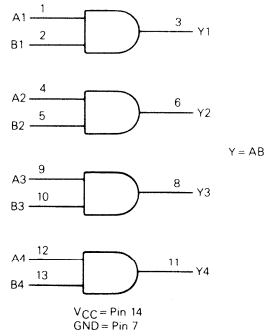 A1 1
B1 2
3 Y1
A2 4
B2 5
6 Y2
Y = AB
A3 9
B3 10
8 Y3
A4 12
B4 13
11 Y4
VCC = Pin 14
GND = Pin 7